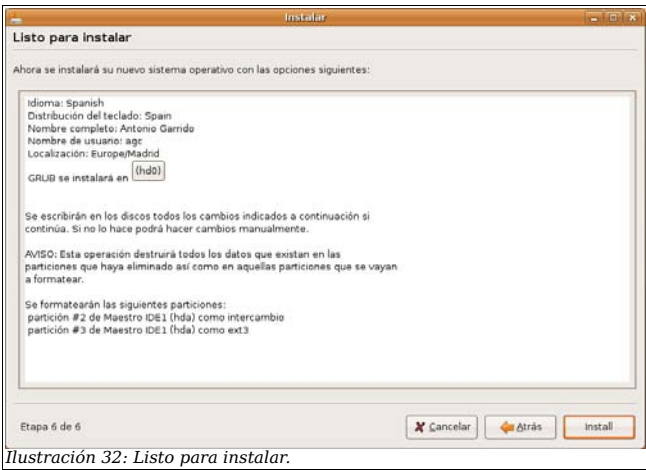 Instalar
Listo para instalar
Ahora se instalará su nuevo sistema operativo con las opciones siguientes:
Idioma: Spanish
Distribución del teclado: Spain
Nombre completo: Antonio Garrido
Nombre de usuario: agc
Localización: Europe/Madrid
GRUB se instalará en (hd0)
Se escribirán en los discos todos los cambios indicados a continuación si
continúa. Si no lo hace podrá hacer cambios manualmente.
AVISO: Esta operación destruirá todos los datos que existan en las
particiones que haya eliminado así como en aquellas particiones que se vayan
a formatear.
Se formatearán las siguientes particiones:
partición #2 de Maestro IDE1 (hda) como intercambio
partición #3 de Maestro IDE1 (hda) como ext3
Etapa 6 de 6
Cancelar
Atrás
Install
Ilustración 32: Listo para instalar.